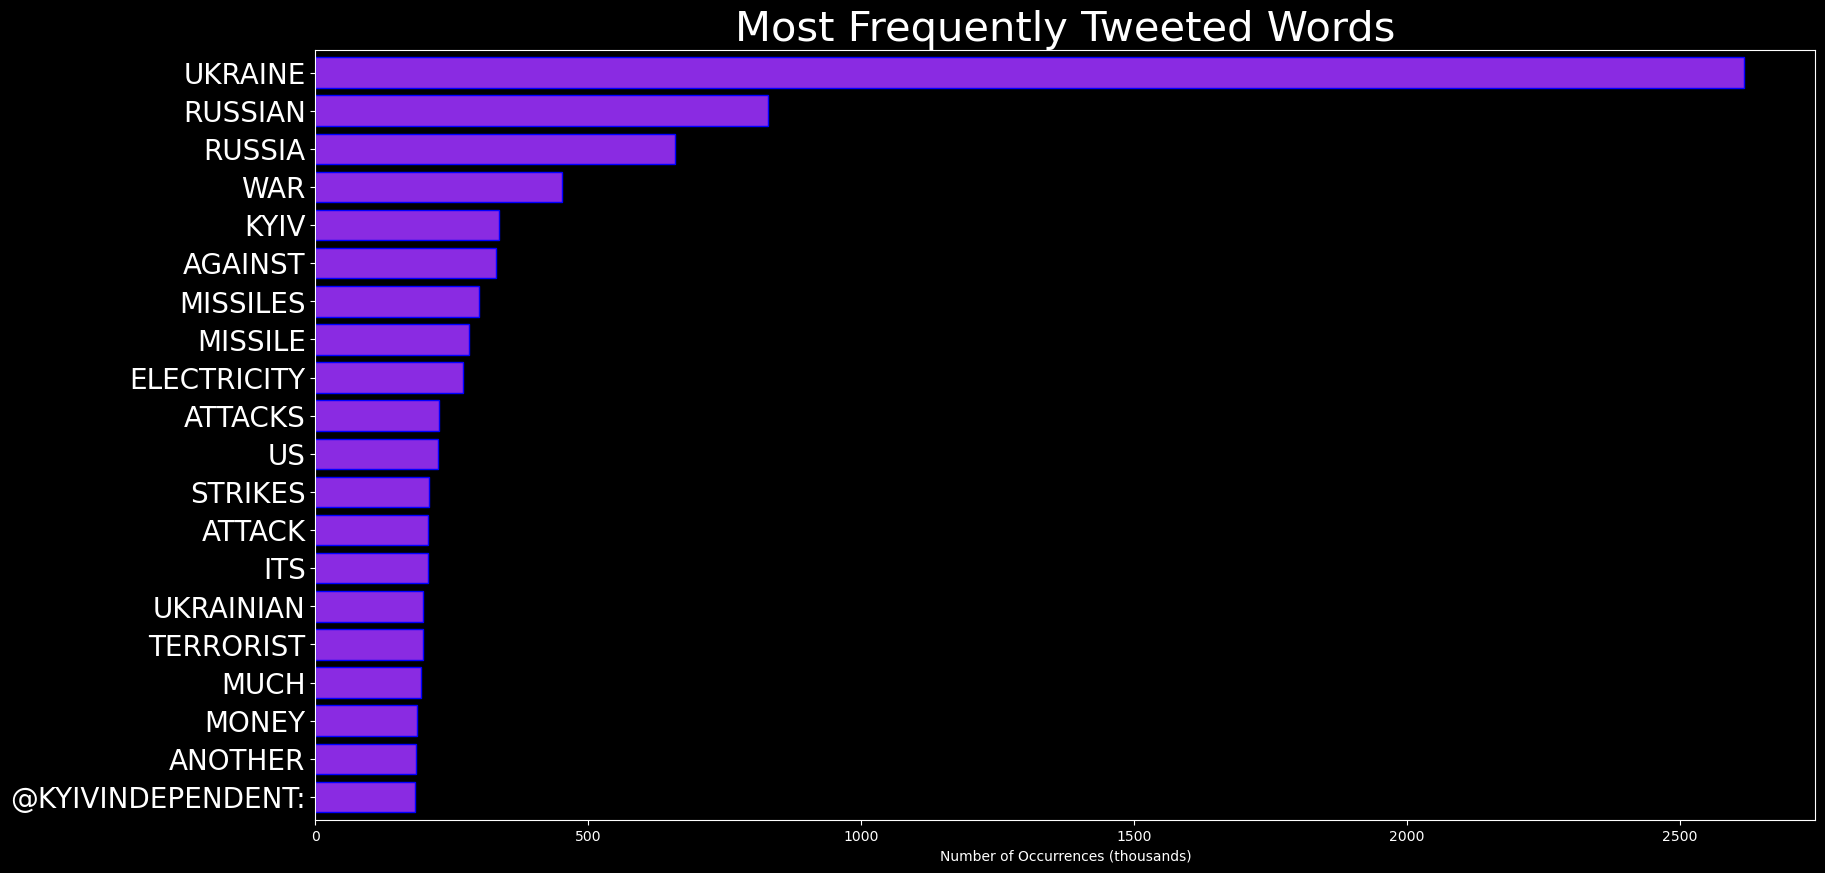 Most Frequently Tweeted Words
UKRAINE
RUSSIAN
RUSSIA
WAR
KYIV
AGAINST
MISSILES
MISSILE
ELECTRICITY
ATTACKS
US
STRIKES
ATTACK
ITS
UKRAINIAN
TERRORIST
MUCH
MONEY
ANOTHER
@KYIVINDEPENDENT:
0 500 1000 1500 2000 2500
Number of Occurrences (thousands)